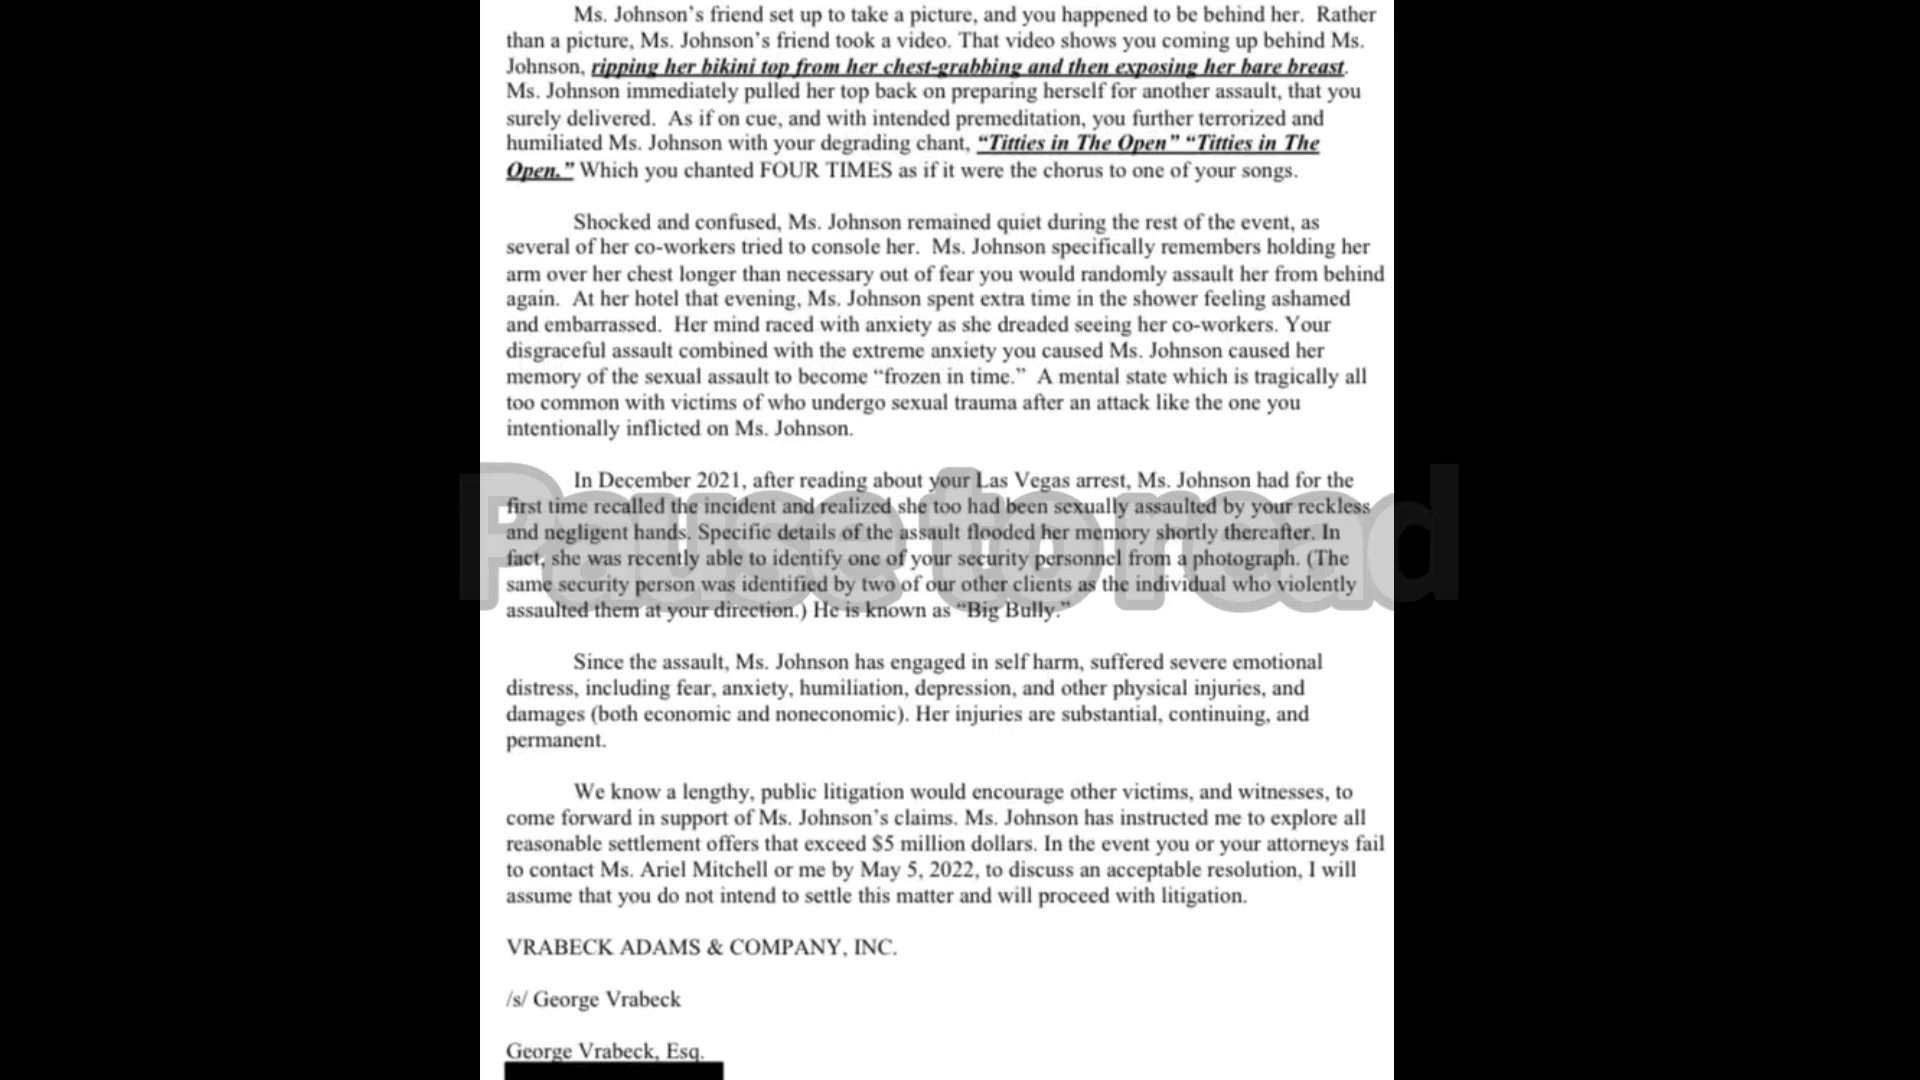 Ms. Johnson’s friend set up to take a picture, and you happened to be behind her.  Rather
than a picture, Ms. Johnson’s friend took a video. That video shows you coming up behind Ms.
Johnson, ripping her bikini top from her chest-grabbing and then exposing her bare breast.
Ms. Johnson immediately pulled her top back on preparing herself for another assault, that you
surely delivered.  As if on cue, and with intended premeditation, you further terrorized and
humiliated Ms. Johnson with your degrading chant, “Titties in The Open” “Titties in The
Open.” Which you chanted FOUR TIMES as if it were the chorus to one of your songs.
Shocked and confused, Ms. Johnson remained quiet during the rest of the event, as
several of her co-workers tried to console her.  Ms. Johnson specifically remembers holding her
arm over her chest longer than necessary out of fear you would randomly assault her from behind
again.  At her hotel that evening, Ms. Johnson spent extra time in the shower feeling ashamed
and embarrassed.  Her mind raced with anxiety as she dreaded seeing her co-workers. Your
disgraceful assault combined with the extreme anxiety you caused Ms. Johnson caused her
memory of the sexual assault to become “frozen in time.”  A mental state which is tragically all
too common with victims of who undergo sexual trauma after an attack like the one you
intentionally inflicted on Ms. Johnson.
In December 2021, after reading about your Las Vegas arrest, Ms. Johnson had for the
first time recalled the incident and realized she too had been sexually assaulted by your reckless
and negligent hands. Specific details of the assault flooded her memory shortly thereafter. In
fact, she was recently able to identify one of your security personnel from a photograph. (The
same security person was identified by two of our other clients as the individual who violently
assaulted them at your direction.) He is known as “Big Bully.”
Pause to read
Since the assault, Ms. Johnson has engaged in self harm, suffered severe emotional
distress, including fear, anxiety, humiliation, depression, and other physical injuries, and
damages (both economic and noneconomic). Her injuries are substantial, continuing, and
permanent.
We know a lengthy, public litigation would encourage other victims, and witnesses, to
come forward in support of Ms. Johnson’s claims. Ms. Johnson has instructed me to explore all
reasonable settlement offers that exceed $5 million dollars. In the event you or your attorneys fail
to contact Ms. Ariel Mitchell or me by May 5, 2022, to discuss an acceptable resolution, I will
assume that you do not intend to settle this matter and will proceed with litigation.
VRABECK ADAMS & COMPANY, INC.
/s/ George Vrabeck
George Vrabeck, Esq.